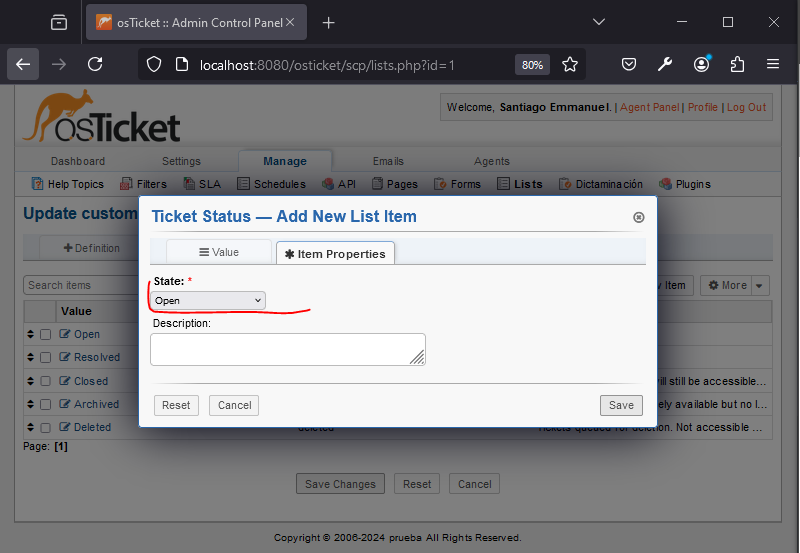 osTicket :: Admin Control Panel
localhost:8080/osticket/scp/lists.php?id=1
80%
osTicket
Welcome, Santiago Emmanuel. | Agent Panel | Profile | Log Out
Dashboard Settings Manage Emails Agents
Help Topics Filters SLA Schedules API Pages Forms Lists Dictaminación Plugins
Update custom
Ticket Status — Add New List Item
Definition
Value Item Properties
Search items
Item More
State: *
Open
Value
Description:
Open
Resolved
Closed
will still be accessible…
Archived
available but no l…
Reset Cancel Save
Deleted
deleted
Tickets queued for deletion. Not accessible …
Page: [1]
Save Changes Reset Cancel
Copyright © 2006-2024 prueba All Rights Reserved.